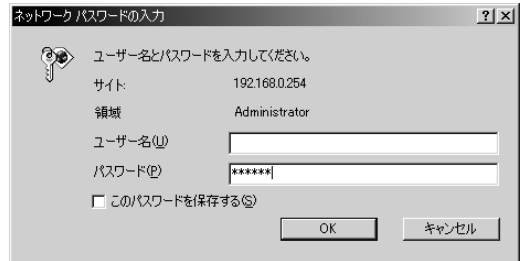 ネットワーク パスワードの入力
ユーザー名とパスワードを入力してください。
サイト: 192.168.0.254
領域 Administrator
ユーザー名(U)
パスワード(P) ******
このパスワードを保存する(S)
OK キャンセル